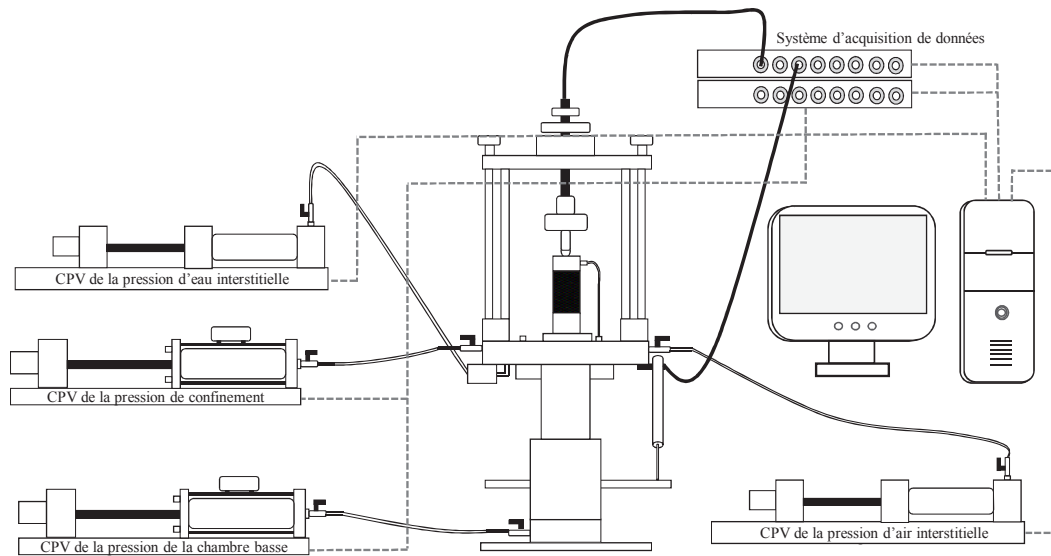 Système d'acquisition de données
CPV de la pression d'eau interstitielle
CPV de la pression de confinement
CPV de la pression de la chambre basse
CPV de la pression d'air interstitielle